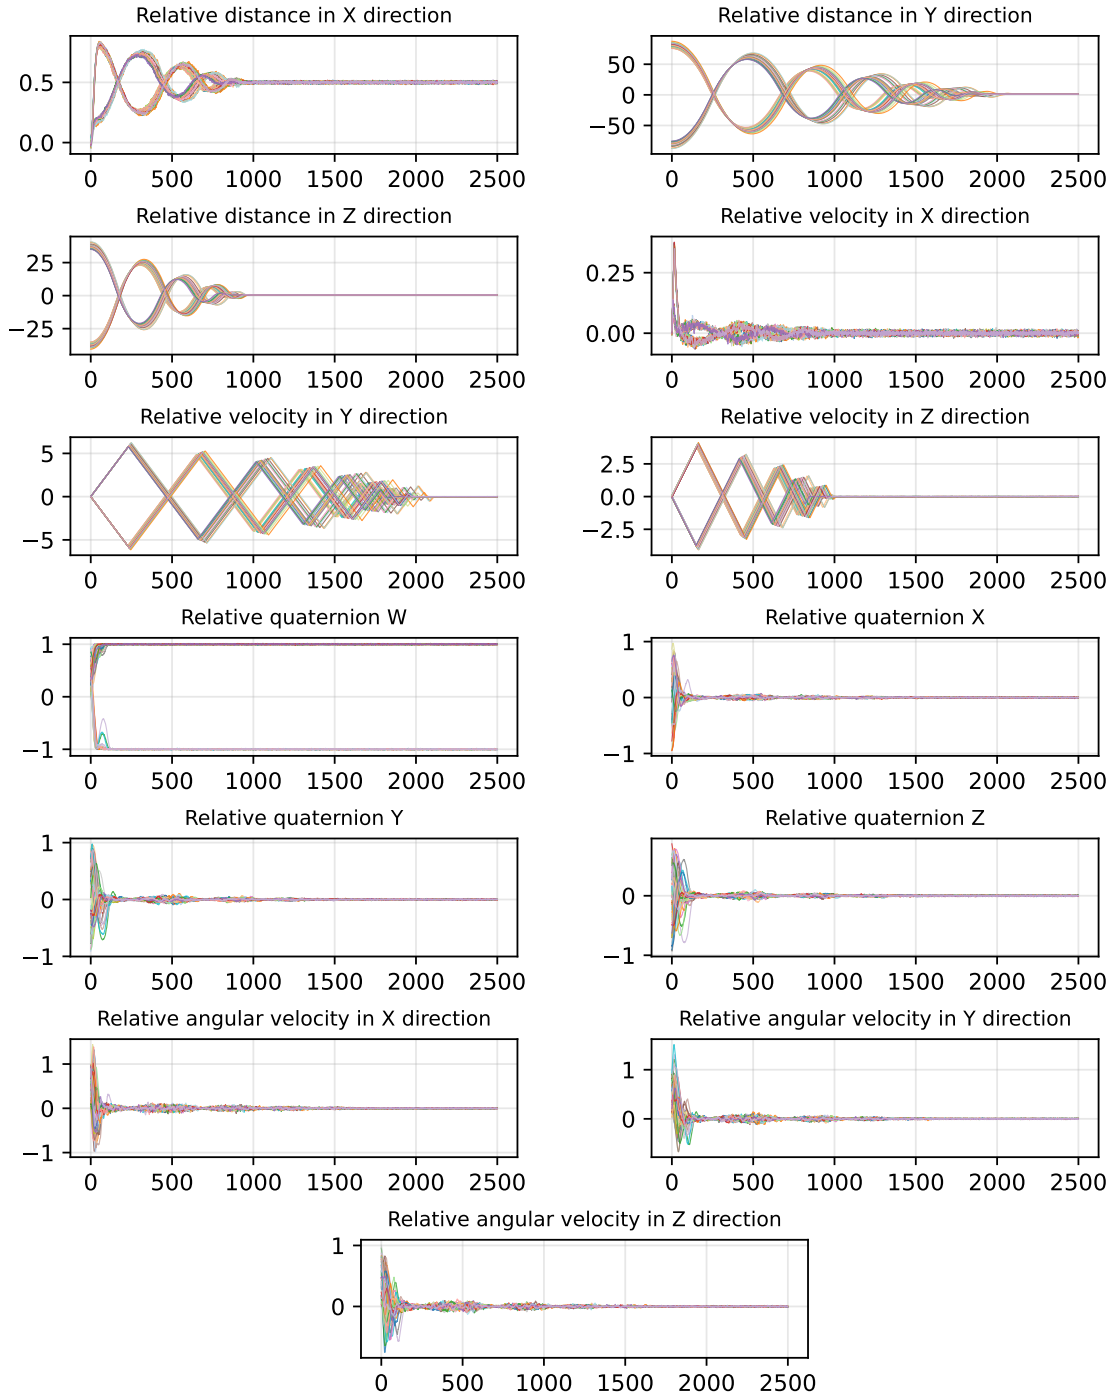 Relative distance in X direction
0.5
0.0
0 500 1000 1500 2000 2500
Relative distance in Y direction
50
0
−50
0 500 1000 1500 2000 2500
Relative distance in Z direction
25
0
−25
0 500 1000 1500 2000 2500
Relative velocity in X direction
0.25
0.00
0 500 1000 1500 2000 2500
Relative velocity in Y direction
5
0
−5
0 500 1000 1500 2000 2500
Relative velocity in Z direction
2.5
0.0
−2.5
0 500 1000 1500 2000 2500
Relative quaternion W
1
0
−1
0 500 1000 1500 2000 2500
Relative quaternion X
1
0
−1
0 500 1000 1500 2000 2500
Relative quaternion Y
1
0
−1
0 500 1000 1500 2000 2500
Relative quaternion Z
0
−1
0 500 1000 1500 2000 2500
Relative angular velocity in X direction
1
0
−1
0 500 1000 1500 2000 2500
Relative angular velocity in Y direction
1
0
0 500 1000 1500 2000 2500
Relative angular velocity in Z direction
1
0
0 500 1000 1500 2000 2500